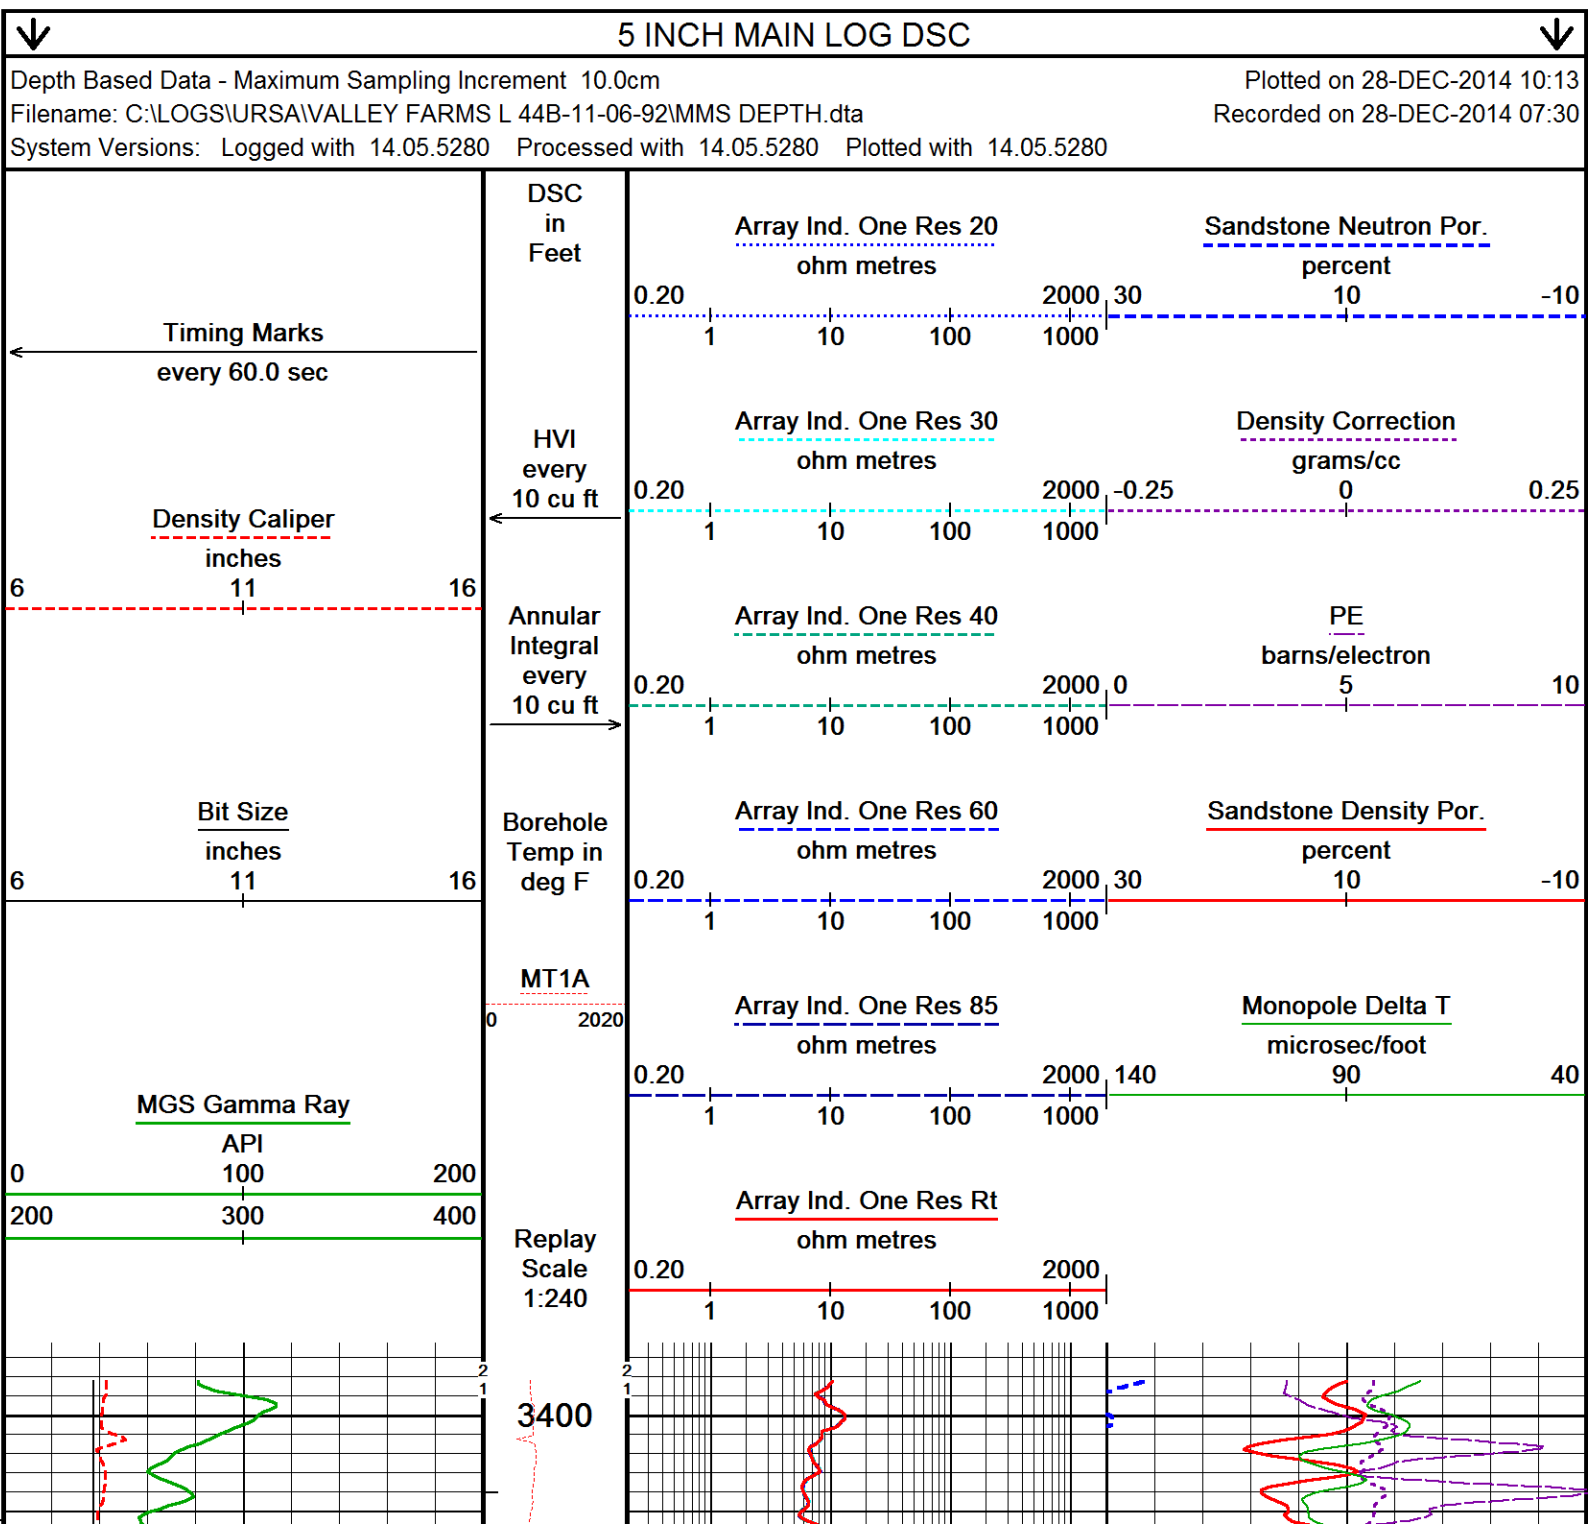 5 INCH MAIN LOG DSC
Depth Based Data - Maximum Sampling Increment 10.0cm
Plotted on 28-DEC-2014 10:13
Filename: C:\LOGS\URSA\VALLEY FARMS L 44B-11-06-92\MMS DEPTH.dta
Recorded on 28-DEC-2014 07:30
System Versions: Logged with 14.05.5280 Processed with 14.05.5280 Plotted with 14.05.5280
Timing Marks
every 60.0 sec
Density Caliper
inches
6 11 16
Bit Size
inches
6 11 16
MGS Gamma Ray
API
0 100 200
200 300 400
DSC
in
Feet
HVI
every
10 cu ft
Annular
Integral
every
10 cu ft
Borehole
Temp in
deg F
MT1A
0 2020
Replay
Scale
1:240
Array Ind. One Res 20
ohm metres
0.20 2000
1 10 100 1000
Array Ind. One Res 30
ohm metres
0.20 2000
1 10 100 1000
Array Ind. One Res 40
ohm metres
0.20 2000
1 10 100 1000
Array Ind. One Res 60
ohm metres
0.20 2000
1 10 100 1000
Array Ind. One Res 85
ohm metres
0.20 2000
1 10 100 1000
Array Ind. One Res Rt
ohm metres
0.20 2000
1 10 100 1000
Sandstone Neutron Por.
percent
30 10 -10
Density Correction
grams/cc
-0.25 0 0.25
PE
barns/electron
0 5 10
Sandstone Density Por.
percent
30 10 -10
Monopole Delta T
microsec/foot
140 90 40
2 2
1 1
3400